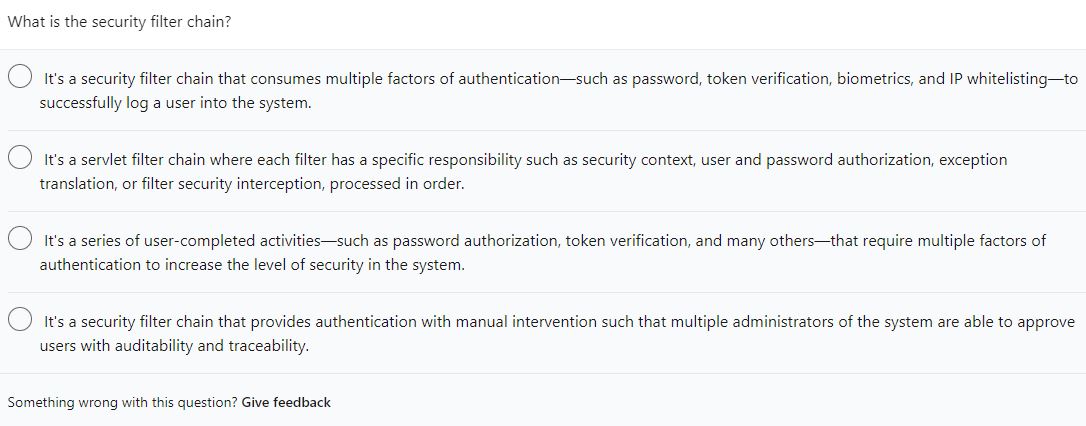 What is the security filter chain?
It's a security filter chain that consumes multiple factors of authentication—such as password, token verification, biometrics, and IP whitelisting—to
successfully log a user into the system.
It's a servlet filter chain where each filter has a specific responsibility such as security context, user and password authorization, exception
translation, or filter security interception, processed in order.
It's a series of user-completed activities—such as password authorization, token verification, and many others—that require multiple factors of
authentication to increase the level of security in the system.
It's a security filter chain that provides authentication with manual intervention such that multiple administrators of the system are able to approve
users with auditability and traceability.
Something wrong with this question? Give feedback